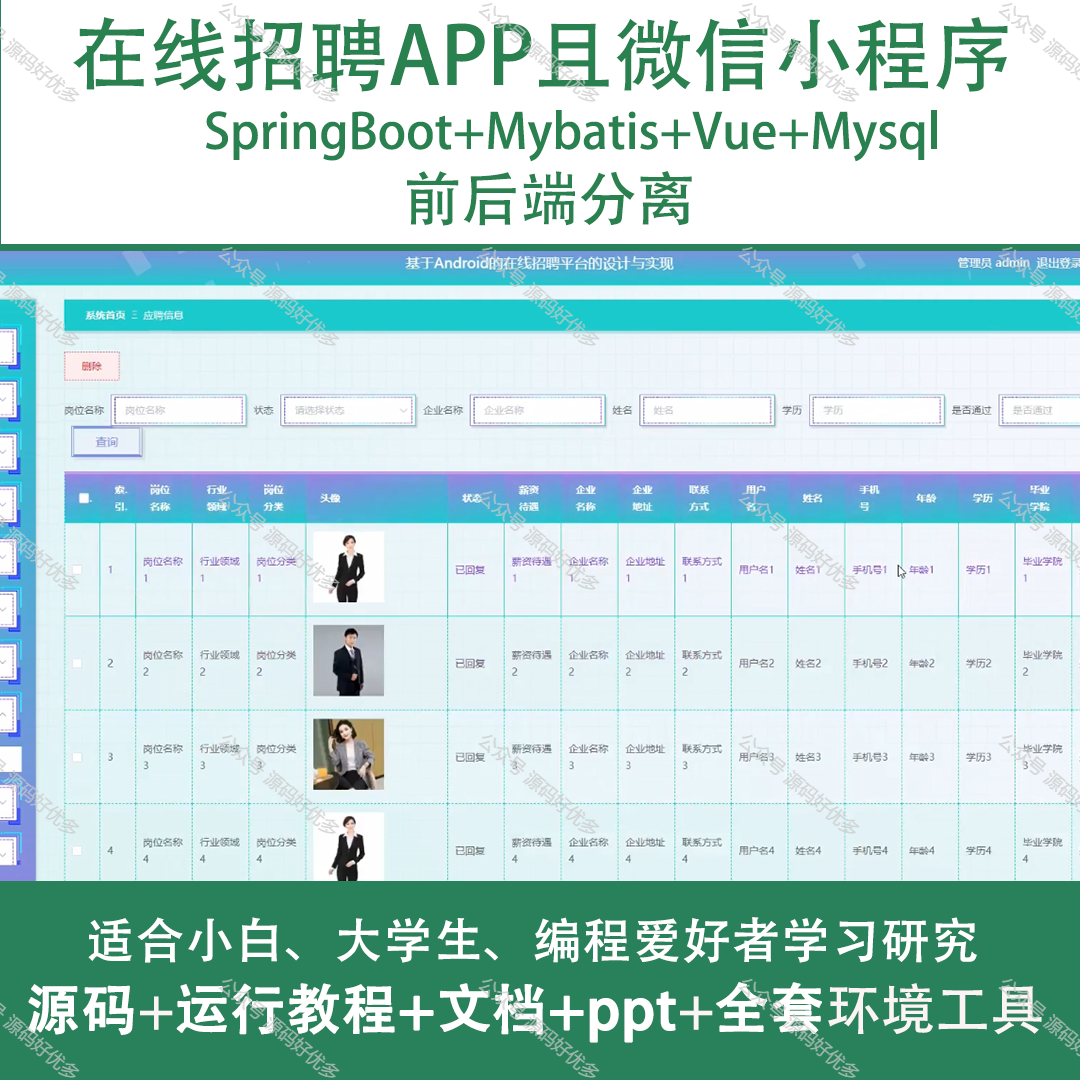 在线招聘APP且微信小程序
SpringBoot+Mybatis+Vue+Mysql
前后端分离
基于Android的在线招聘平台的设计与实现
管理员 admin 退出登录
系统首页 Ξ 应聘信息
删除
岗位名称 岗位名称 状态 请选择状态 企业名称 企业名称 姓名 姓名 学历 学历 是否通过 是否通过
查询
索引 岗位名称 行业领域 岗位分类 头像 状态 薪资待遇 企业名称 企业地址 联系方式 用户名 姓名 手机号 年龄 学历 毕业学院
1 岗位名称1 行业领域1 岗位分类1 已回复 薪资待遇1 企业名称1 企业地址1 联系方式1 用户名1 姓名1 手机号1 年龄1 学历1 毕业学院1
2 岗位名称2 行业领域2 岗位分类2 已回复 薪资待遇2 企业名称2 企业地址2 联系方式2 用户名2 姓名2 手机号2 年龄2 学历2 毕业学院2
3 岗位名称3 行业领域3 岗位分类3 已回复 薪资待遇3 企业名称3 企业地址3 联系方式3 用户名3 姓名3 手机号3 年龄3 学历3 毕业学院3
4 岗位名称4 行业领域4 岗位分类4 已回复 薪资待遇4 企业名称4 企业地址4 联系方式4 用户名4 姓名4 手机号4 年龄4 学历4 毕业学院4
适合小白、大学生、编程爱好者学习研究
源码+运行教程+文档+ppt+全套环境工具
公众号 源码好优多